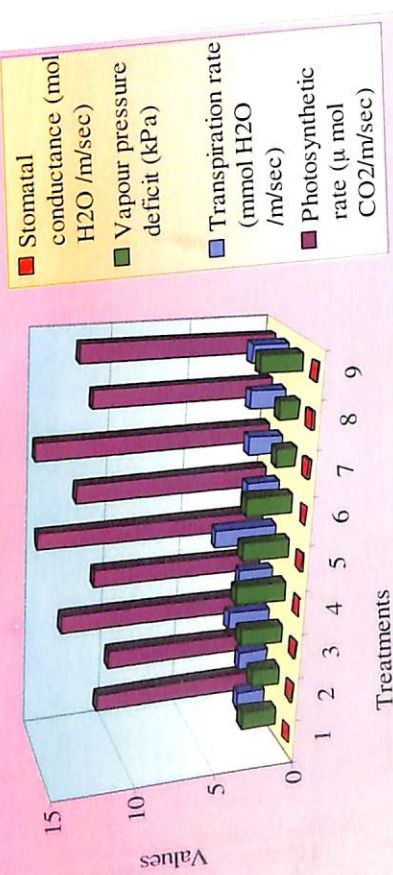 Stomatal
conductance (mol
H2O /m/sec)
Vapour pressure
deficit (kPa)
Transpiration rate
(mmol H2O
/m/sec)
Photosynthetic
rate (µ mol
CO2/m/sec)
15
10
5
0
Values
1 2 3 4 5 6 7 8 9
Treatments